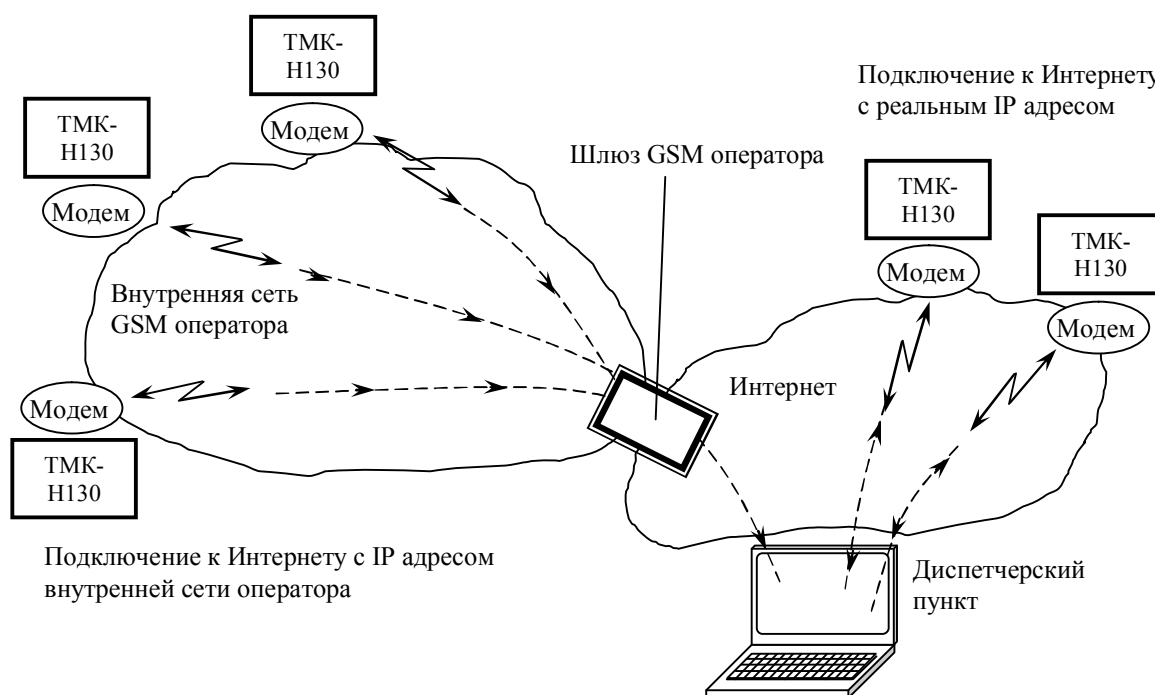 ТМК-
Н130
Модем
ТМК-
Н130
Модем
Внутренняя сеть
GSM оператора
Модем
ТМК-
Н130
Подключение к Интернету с IP адресом
внутренней сети оператора
Шлюз GSM оператора
Подключение к Интернету
с реальным IP адресом
ТМК-
Н130
Модем
ТМК-
Н130
Модем
Интернет
Диспетчерский
пункт